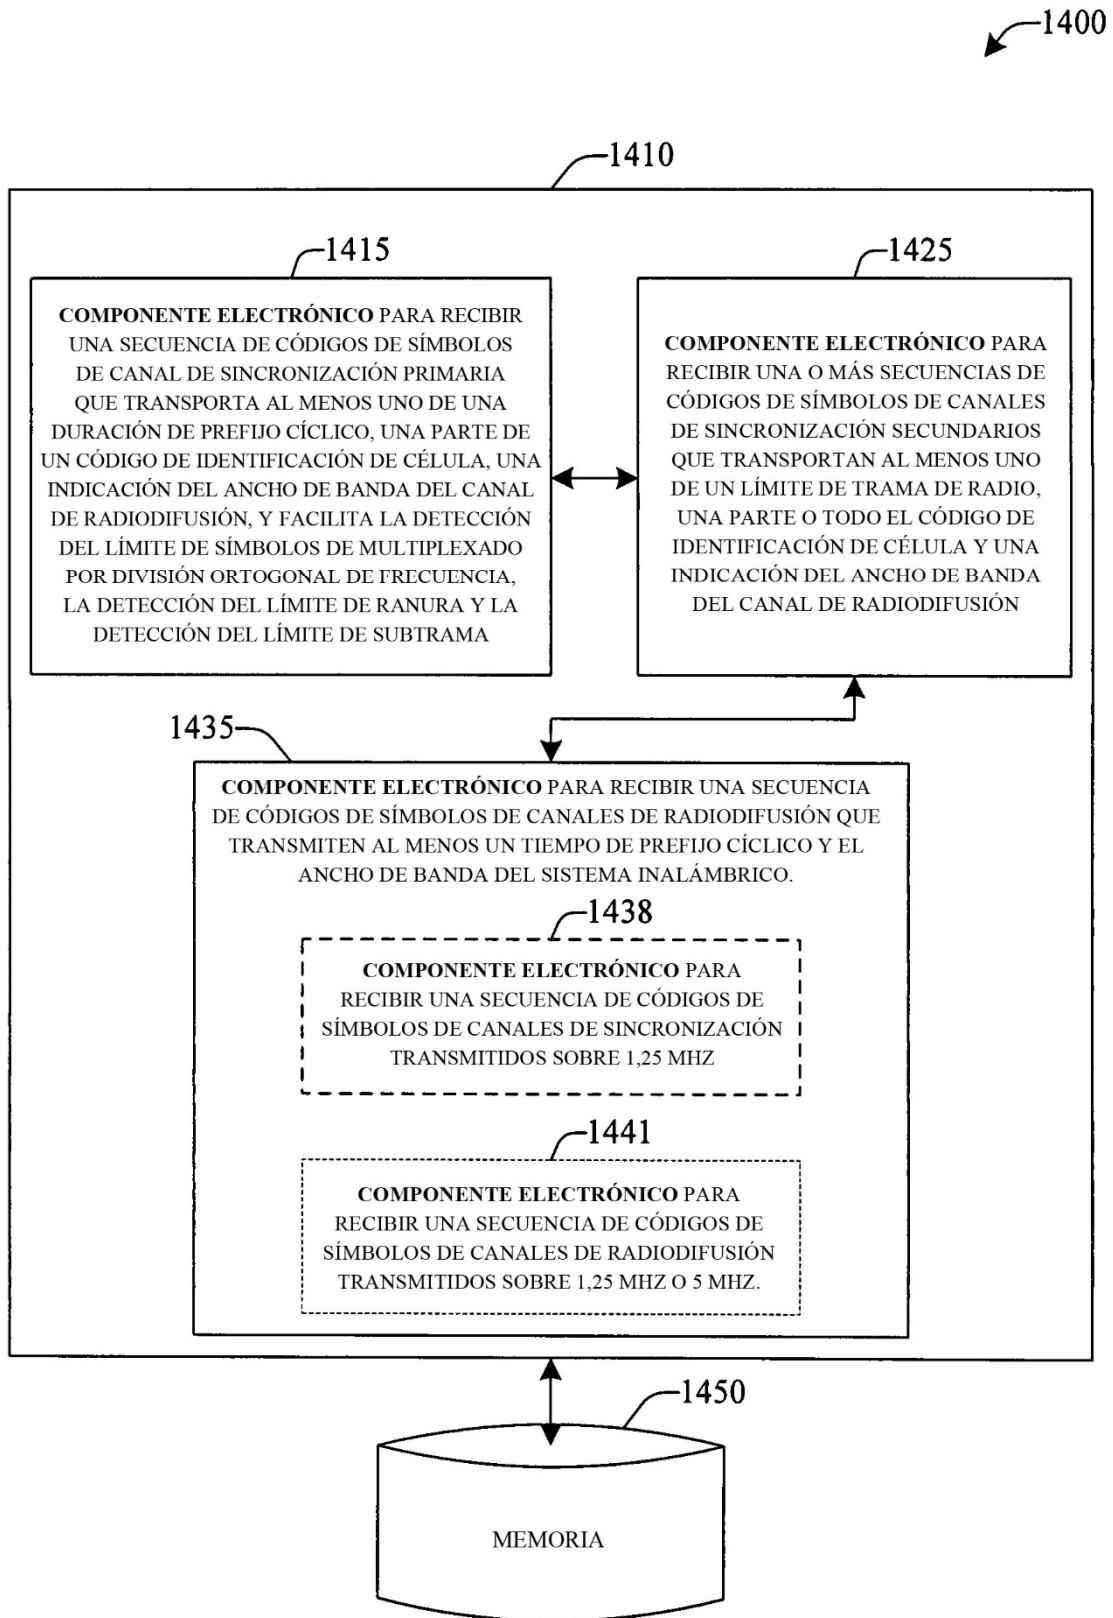 1400
1410
1415
COMPONENTE ELECTRÓNICO PARA RECIBIR
UNA SECUENCIA DE CÓDIGOS DE SÍMBOLOS
DE CANAL DE SINCRONIZACIÓN PRIMARIA
QUE TRANSPORTA AL MENOS UNO DE UNA
DURACIÓN DE PREFIJO CÍCLICO, UNA PARTE DE
UN CÓDIGO DE IDENTIFICACIÓN DE CÉLULA, UNA
INDICACIÓN DEL ANCHO DE BANDA DEL CANAL
DE RADIODIFUSIÓN, Y FACILITA LA DETECCIÓN
DEL LÍMITE DE SÍMBOLOS DE MULTIPLEXADO
POR DIVISIÓN ORTOGONAL DE FRECUENCIA,
LA DETECCIÓN DEL LÍMITE DE RANURA Y LA
DETECCIÓN DEL LÍMITE DE SUBTRAMA
1425
COMPONENTE ELECTRÓNICO PARA
RECIBIR UNA O MÁS SECUENCIAS DE
CÓDIGOS DE SÍMBOLOS DE CANALES
DE SINCRONIZACIÓN SECUNDARIOS
QUE TRANSPORTAN AL MENOS UNO
DE UN LÍMITE DE TRAMA DE RADIO,
UNA PARTE O TODO EL CÓDIGO DE
IDENTIFICACIÓN DE CÉLULA Y UNA
INDICACIÓN DEL ANCHO DE BANDA
DEL CANAL DE RADIODIFUSIÓN
1435
COMPONENTE ELECTRÓNICO PARA RECIBIR UNA SECUENCIA
DE CÓDIGOS DE SÍMBOLOS DE CANALES DE RADIODIFUSIÓN QUE
TRANSMITEN AL MENOS UN TIEMPO DE PREFIJO CÍCLICO Y EL
ANCHO DE BANDA DEL SISTEMA INALÁMBRICO.
1438
COMPONENTE ELECTRÓNICO PARA
RECIBIR UNA SECUENCIA DE CÓDIGOS DE
SÍMBOLOS DE CANALES DE SINCRONIZACIÓN
TRANSMITIDOS SOBRE 1,25 MHZ
1441
COMPONENTE ELECTRÓNICO PARA
RECIBIR UNA SECUENCIA DE CÓDIGOS DE
SÍMBOLOS DE CANALES DE RADIODIFUSIÓN
TRANSMITIDOS SOBRE 1,25 MHZ O 5 MHZ.
1450
MEMORIA